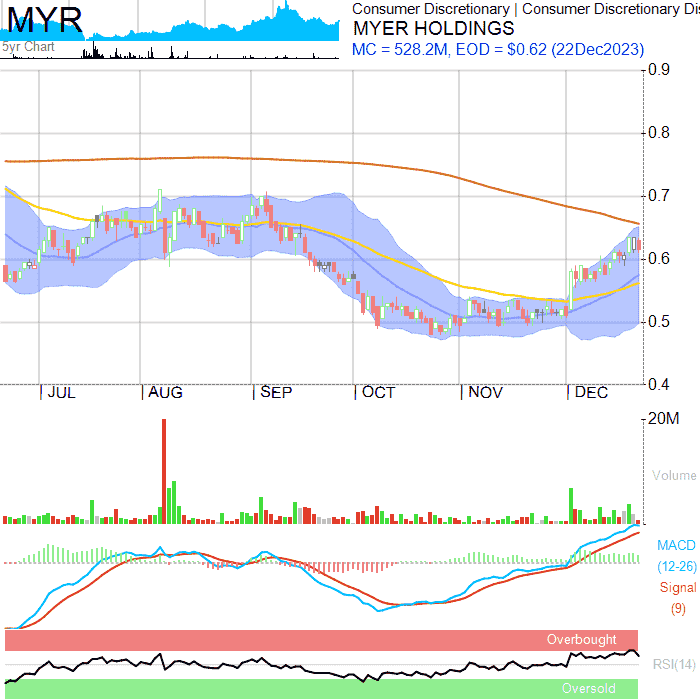 MYR
5yr Chart
Consumer Discretionary | Consumer Discretionary Di
MYER HOLDINGS
MC = 528.2M, EOD = $0.62 (22Dec2023)
0.9
0.8
0.7
0.6
0.5
0.4
JUL AUG SEP OCT NOV DEC
20M
Volume
MACD
(12-26)
Signal
(9)
Overbought
RSI(14)
Oversold